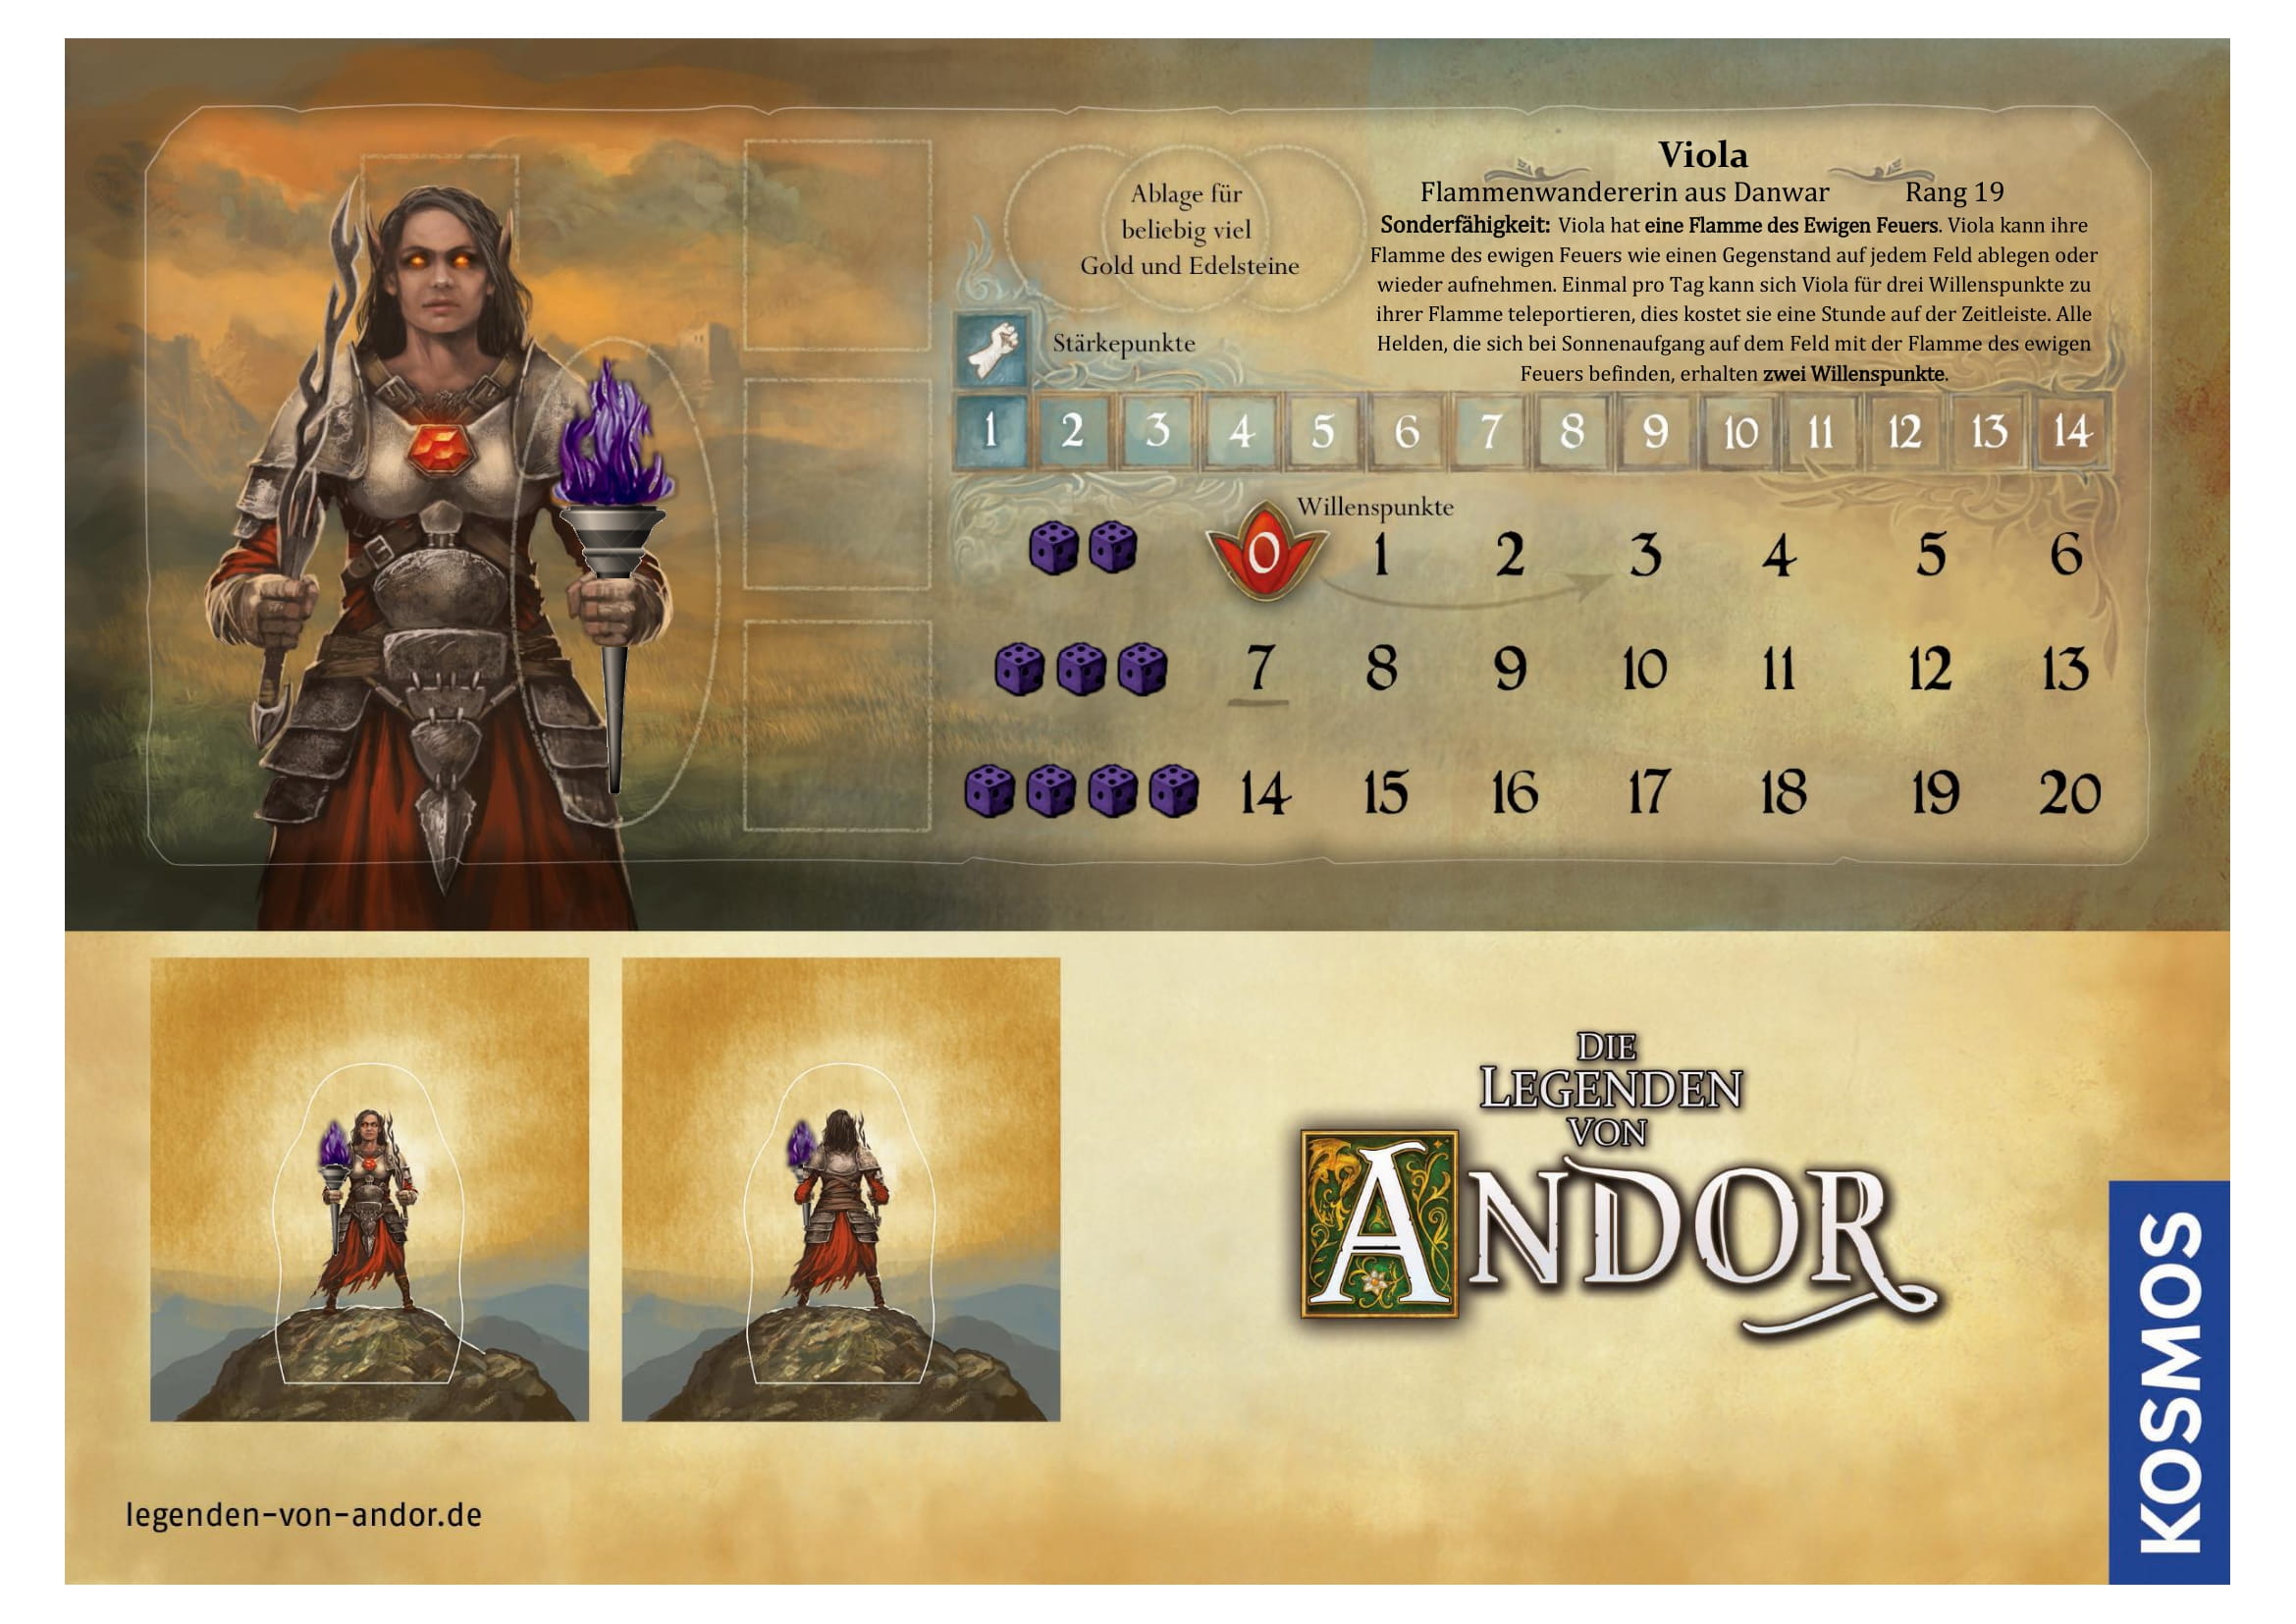 Viola
Flammenwandererin aus Danwar Rang 19
Sonderfähigkeit: Viola hat eine Flamme des Ewigen Feuers. Viola kann ihre
Flamme des ewigen Feuers wie einen Gegenstand auf jedem Feld ablegen oder
wieder aufnehmen. Einmal pro Tag kann sich Viola für drei Willenspunkte zu
ihrer Flamme teleportieren, dies kostet sie eine Stunde auf der Zeitleiste. Alle
Helden, die sich bei Sonnenaufgang auf dem Feld mit der Flamme des ewigen
Feuers befinden, erhalten zwei Willenspunkte.
Ablage für
beliebig viel
Gold und Edelsteine
Stärkepunkte
1 2 3 4 5 6 7 8 9 10 11 12 13 14
Willenspunkte
0 1 2 3 4 5 6
7 8 9 10 11 12 13
14 15 16 17 18 19 20
DIE
LEGENDEN
VON
ANDOR
KOSMOS
legenden-von-andor.de